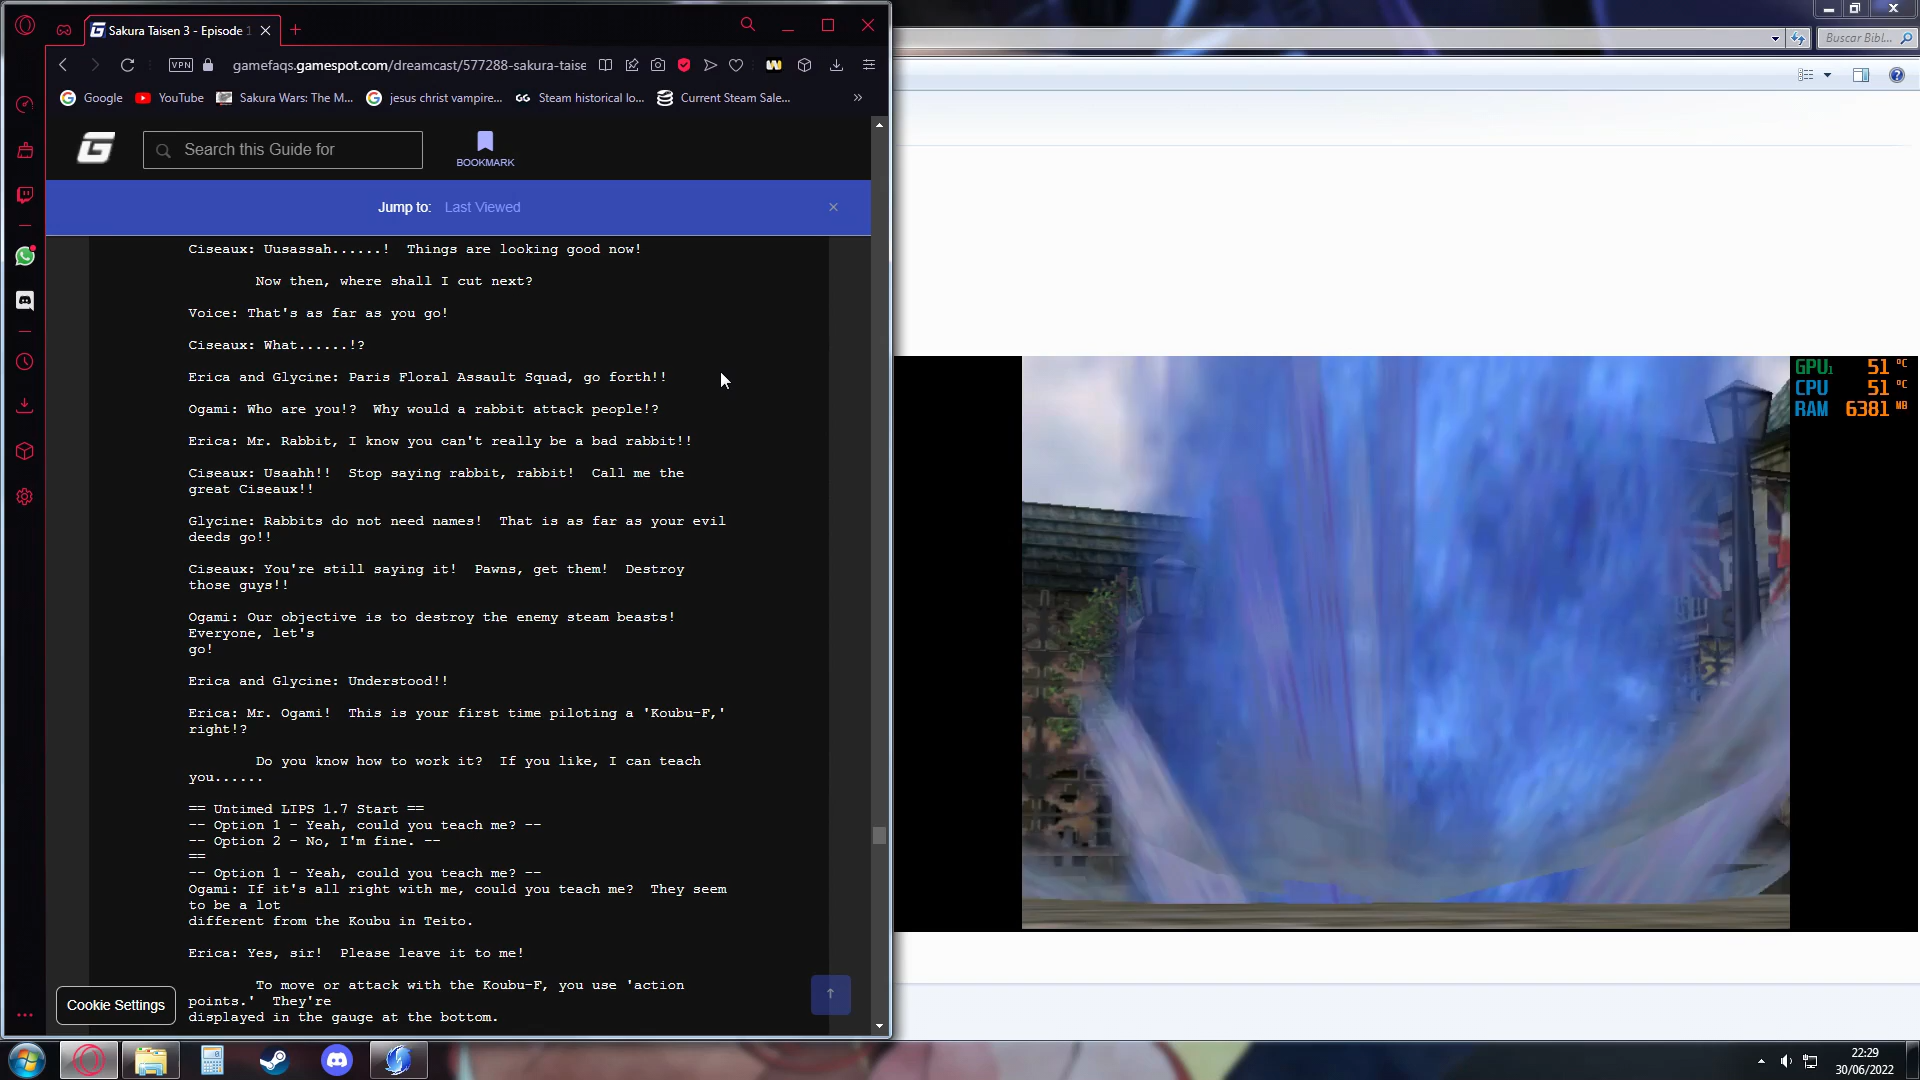 Sakura Taisen 3 - Episode 1
VPN
gamefaqs.gamespot.com/dreamcast/577288-sakura-taise
Google
YouTube
Sakura Wars: The M...
jesus christ vampire...
Steam historical lo...
Current Steam Sale...
Search this Guide for
BOOKMARK
Jump to: Last Viewed
Ciseaux: Uusassah......!  Things are looking good now!
Now then, where shall I cut next?
Voice: That's as far as you go!
Ciseaux: What......!?
Erica and Glycine: Paris Floral Assault Squad, go forth!!
Ogami: Who are you!?  Why would a rabbit attack people!?
Erica: Mr. Rabbit, I know you can't really be a bad rabbit!!
Ciseaux: Usaahh!!  Stop saying rabbit, rabbit!  Call me the
great Ciseaux!!
Glycine: Rabbits do not need names!  That is as far as your evil
deeds go!!
Ciseaux: You're still saying it!  Pawns, get them!  Destroy
those guys!!
Ogami: Our objective is to destroy the enemy steam beasts!
Everyone, let's
go!
Erica and Glycine: Understood!!
Erica: Mr. Ogami!  This is your first time piloting a 'Koubu-F,'
right!?
Do you know how to work it?  If you like, I can teach
you......
== Untimed LIPS 1.7 Start ==
-- Option 1 - Yeah, could you teach me? --
-- Option 2 - No, I'm fine. --
==
-- Option 1 - Yeah, could you teach me? --
Ogami: If it's all right with me, could you teach me?  They seem
to be a lot
different from the Koubu in Teito.
Erica: Yes, sir!  Please leave it to me!
To move or attack with the Koubu-F, you use 'action
points.'  They're
displayed in the gauge at the bottom.
Cookie Settings
Buscar Bibl...
GPU1 51 °C
CPU 51 °C
RAM 6381 MB
22:29
30/06/2022